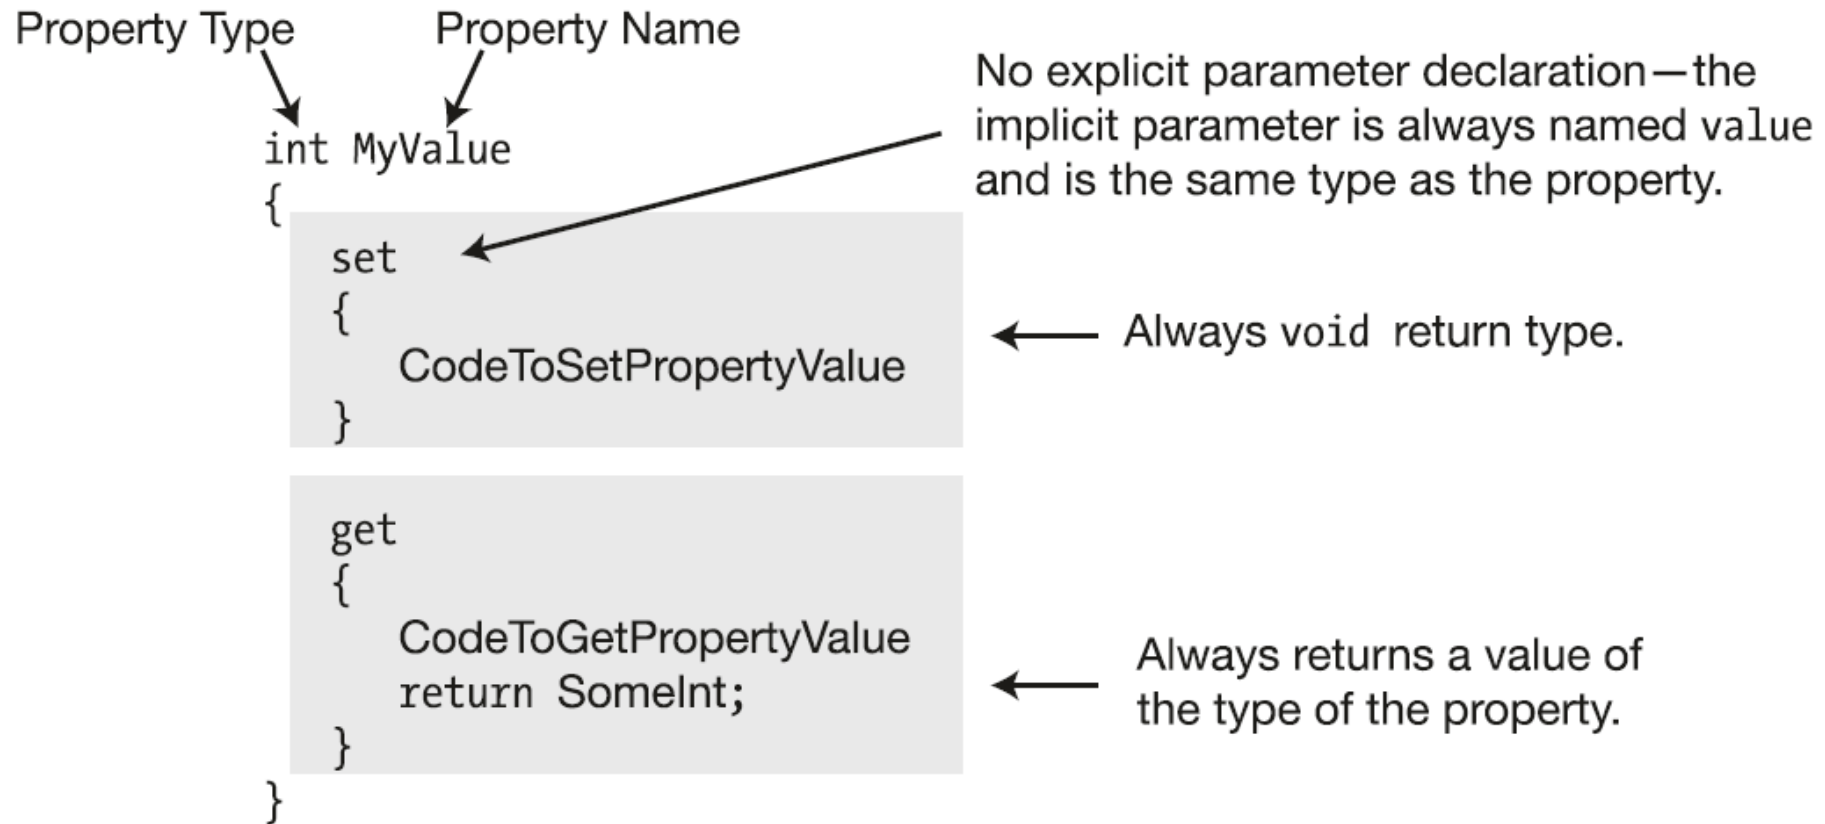 Property Type
Property Name
int MyValue
{
set
{
CodeToSetPropertyValue
}
get
{
CodeToGetPropertyValue
return SomeInt;
}
}
No explicit parameter declaration—the
implicit parameter is always named value
and is the same type as the property.
Always void return type.
Always returns a value of
the type of the property.